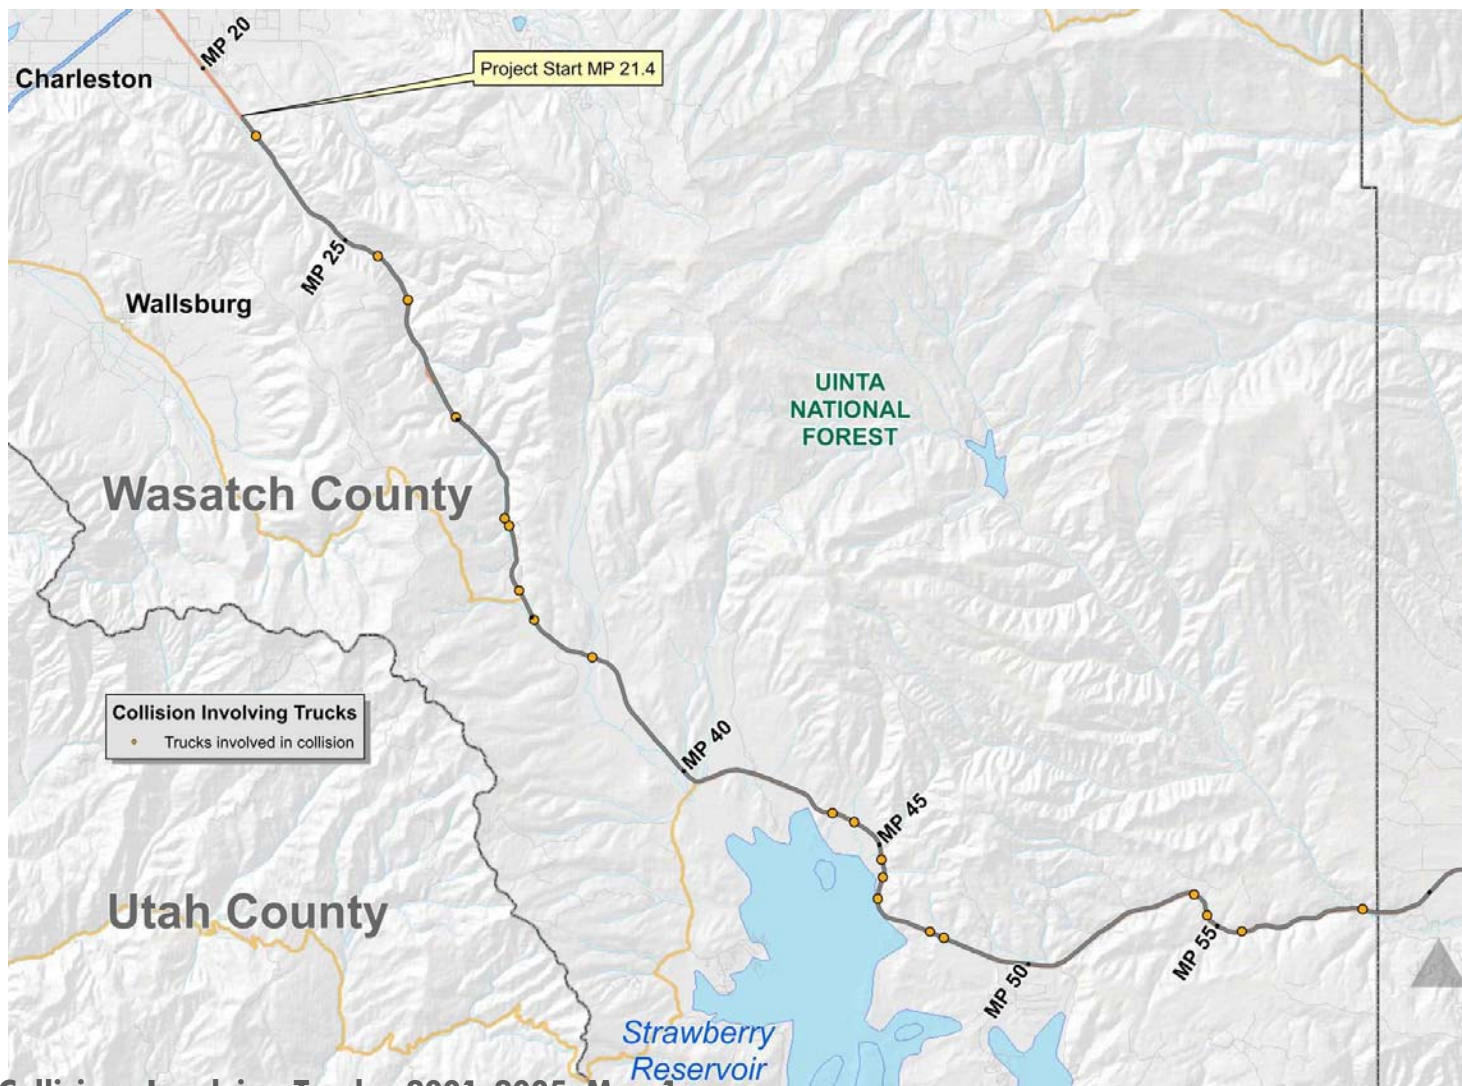 MP 20
Charleston
Project Start MP 21.4
MP 25
Wallsburg
UINTA
NATIONAL
FOREST
Wasatch County
Collision Involving Trucks
Trucks involved in collision
MP 40
MP 45
Utah County
MP 55
MP 50
Strawberry
Reservoir